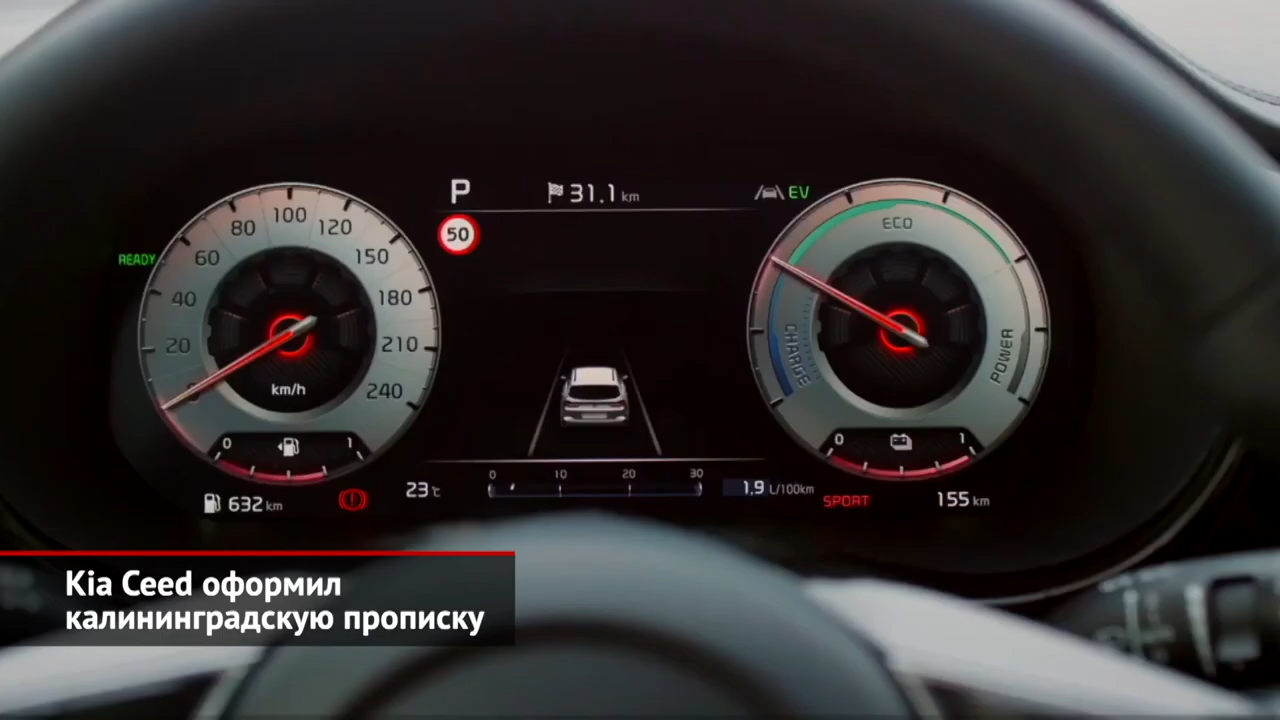 P
31.1 km
EV
50
READY
20
40
60
80
100
120
150
180
210
240
km/h
0
1
632 km
ECO
CHARGE
POWER
0
1
0 10 20 30
23 °C
1.9 L/100km
SPORT
155 km
Kia Ceed оформил
калининградскую прописку